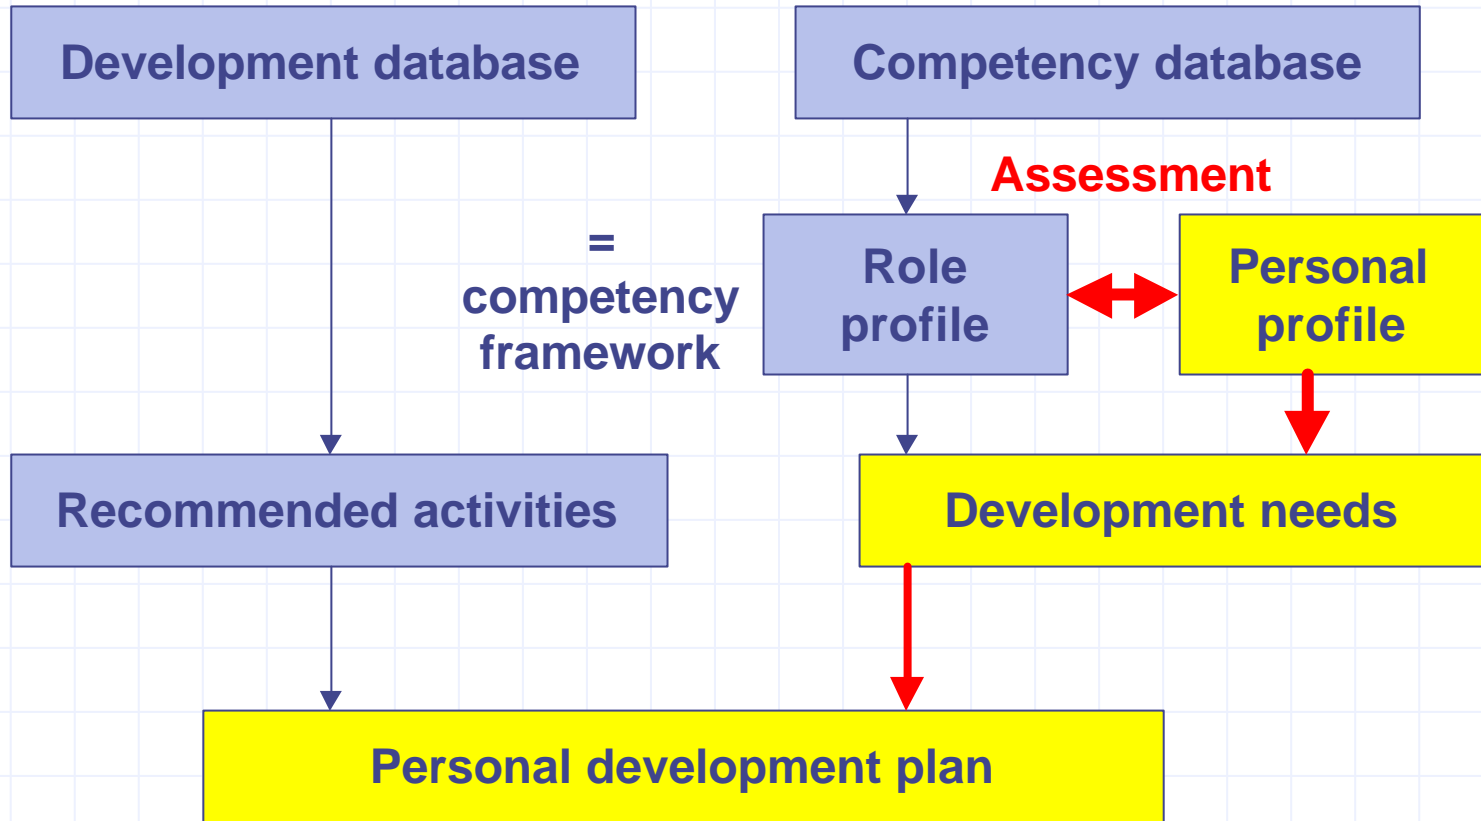 Development database
Competency database
Assessment
=
competency
framework
Role
profile
Personal
profile
Recommended activities
Development needs
Personal development plan